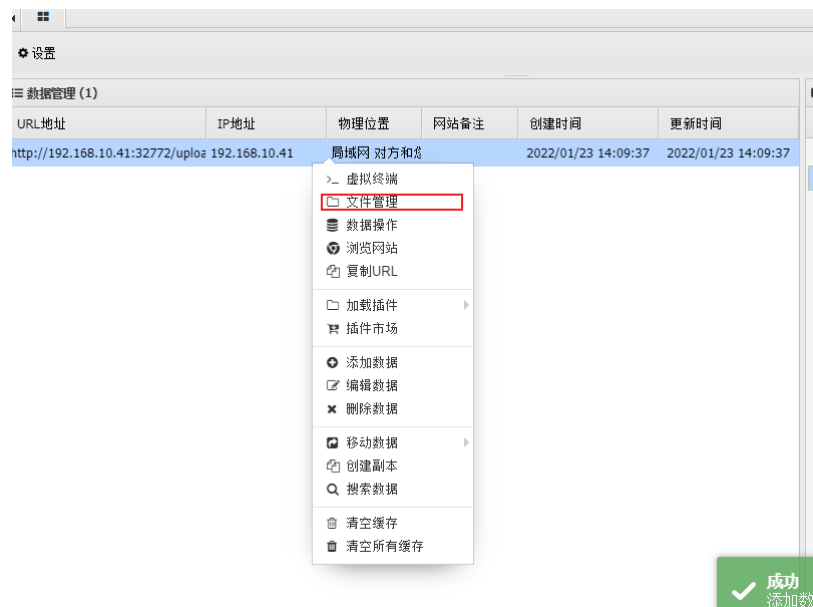 设置
数据管理 (1)
URL地址 IP地址 物理位置 网站备注 创建时间 更新时间
http://192.168.10.41:32772/uploa 192.168.10.41 局域网 对方和您 2022/01/23 14:09:37 2022/01/23 14:09:37
虚拟终端
文件管理
数据操作
浏览网站
复制URL
加载插件
插件市场
添加数据
编辑数据
删除数据
移动数据
创建副本
搜索数据
清空缓存
清空所有缓存
成功
添加数